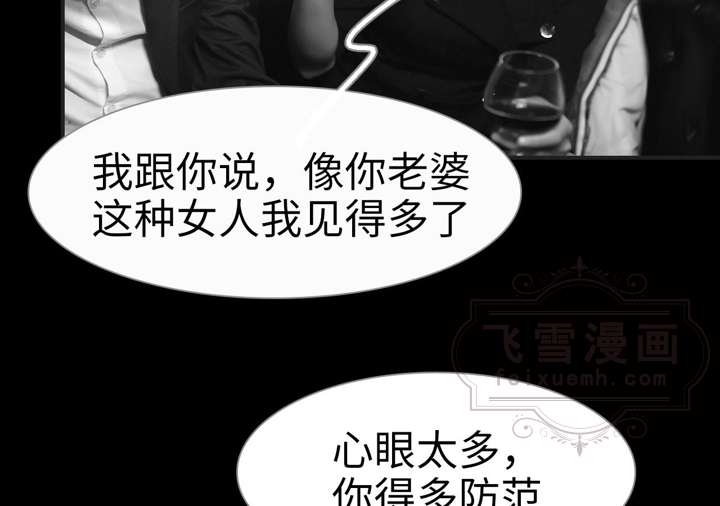 我跟你说，像你老婆
这种女人我见得多了
飞雪漫画
feixuemh.com
心眼太多，
你得多防范